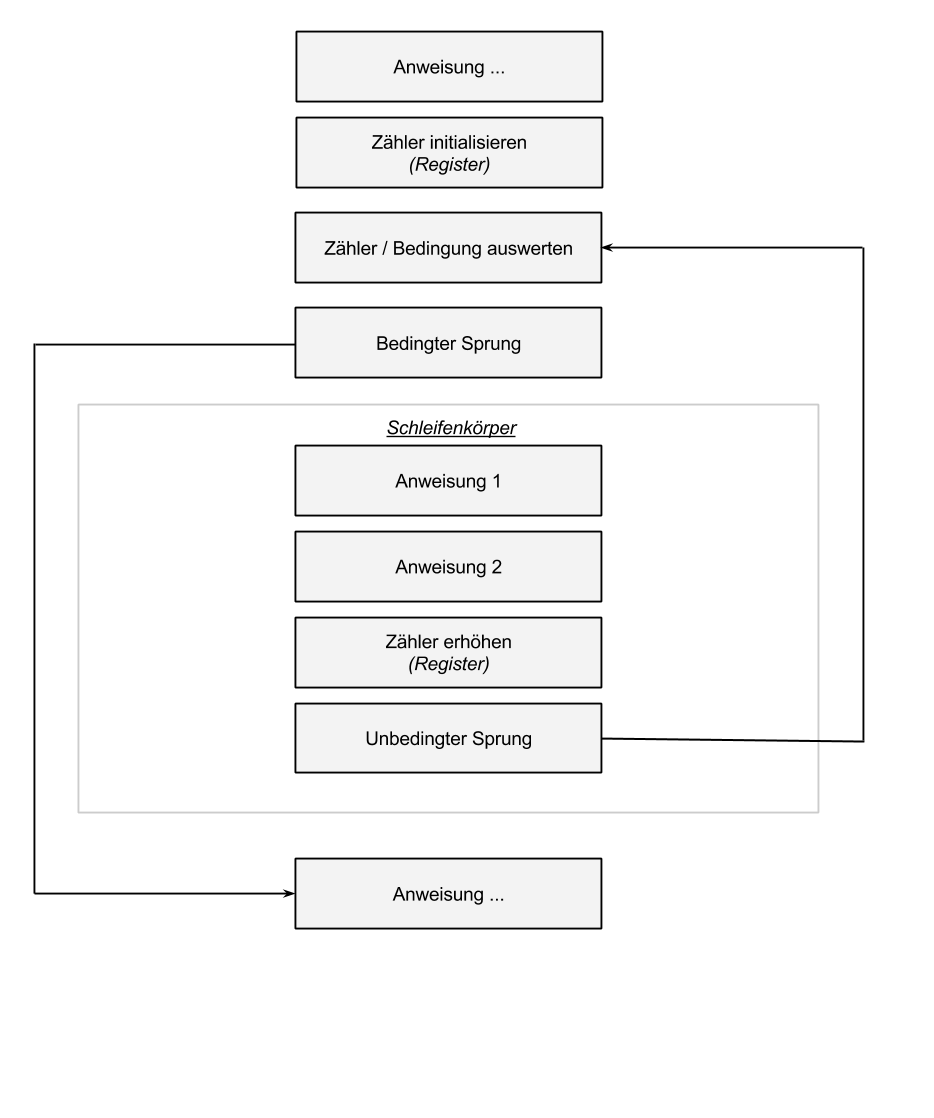 Anweisung ...
Zähler initialisieren
(Register)
Zähler / Bedingung auswerten
Bedingter Sprung
Schleifenkörper
Anweisung 1
Anweisung 2
Zähler erhöhen
(Register)
Unbedingter Sprung
Anweisung ...